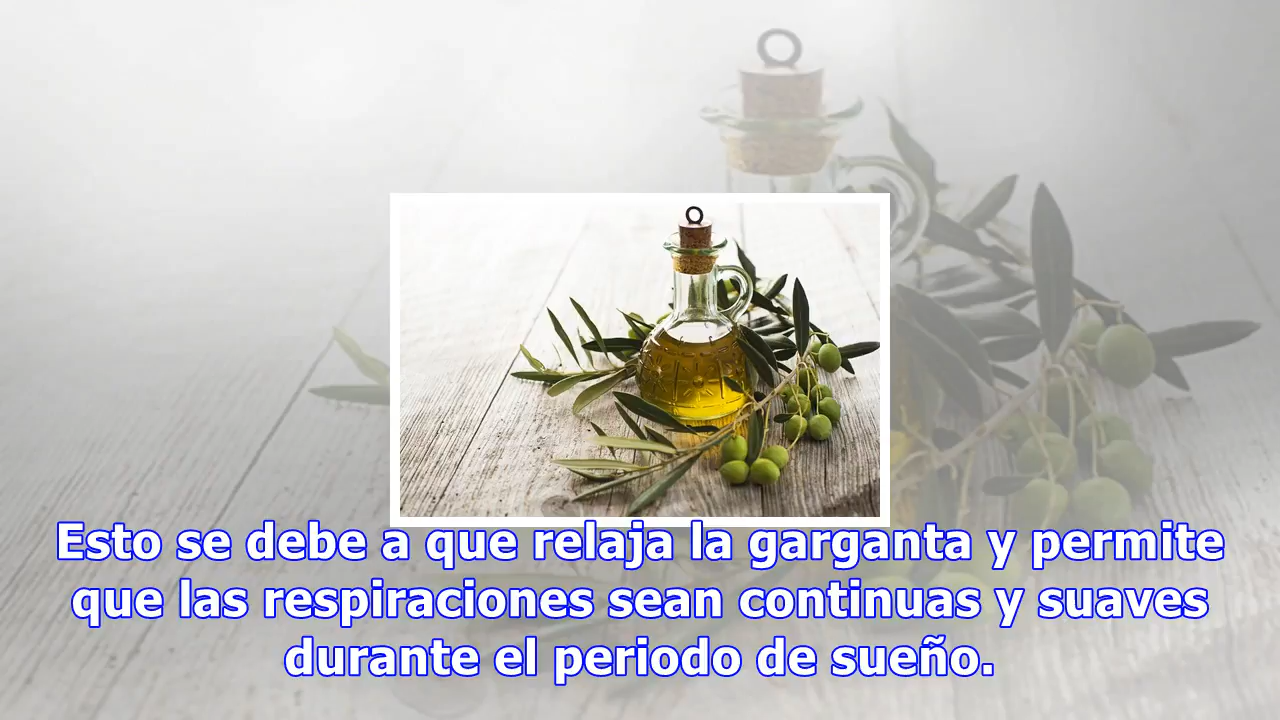 Esto se debe a que relaja la garganta y permite
que las respiraciones sean continuas y suaves
durante el periodo de sueño.